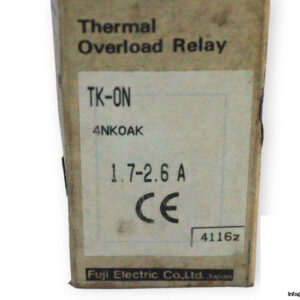 Thermal
Overload Relay
TK-0N
4NK0AK
1.7-2.6 A
CE
4116z
Fuji Electric Co.,Ltd. Japan